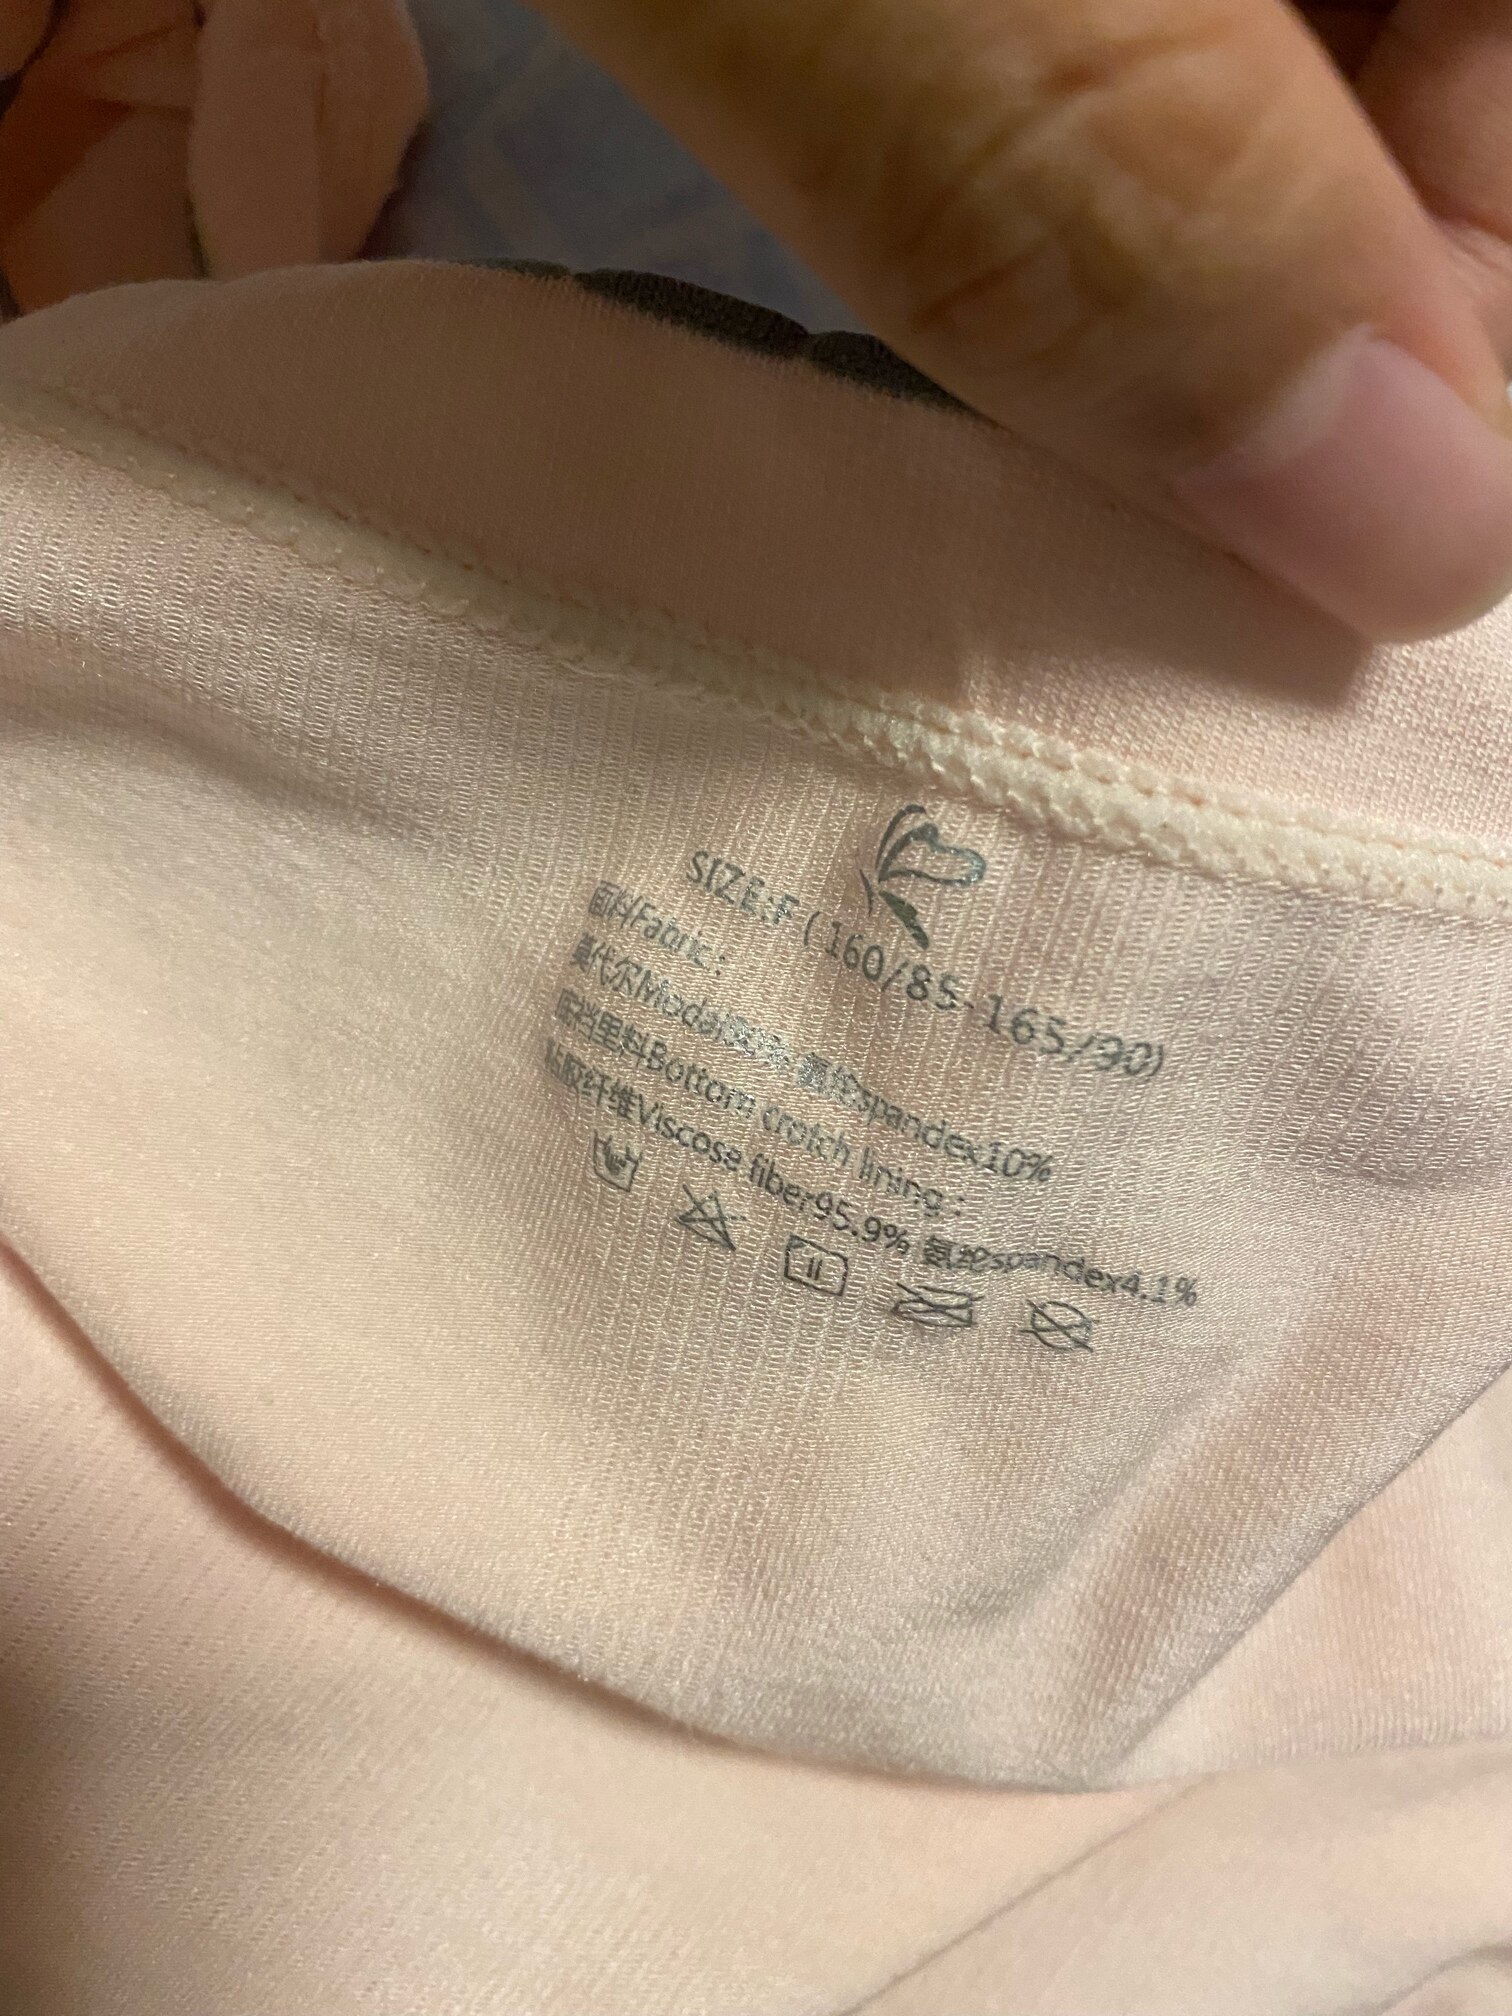 SIZE:F (160/85-165/90)
面料Fabric:
莫代尔Modal 氨纶spandex10%
底裆里料Bottom crotch lining:
粘胶纤维Viscose fiber95.9% 氨纶spandex4.1%